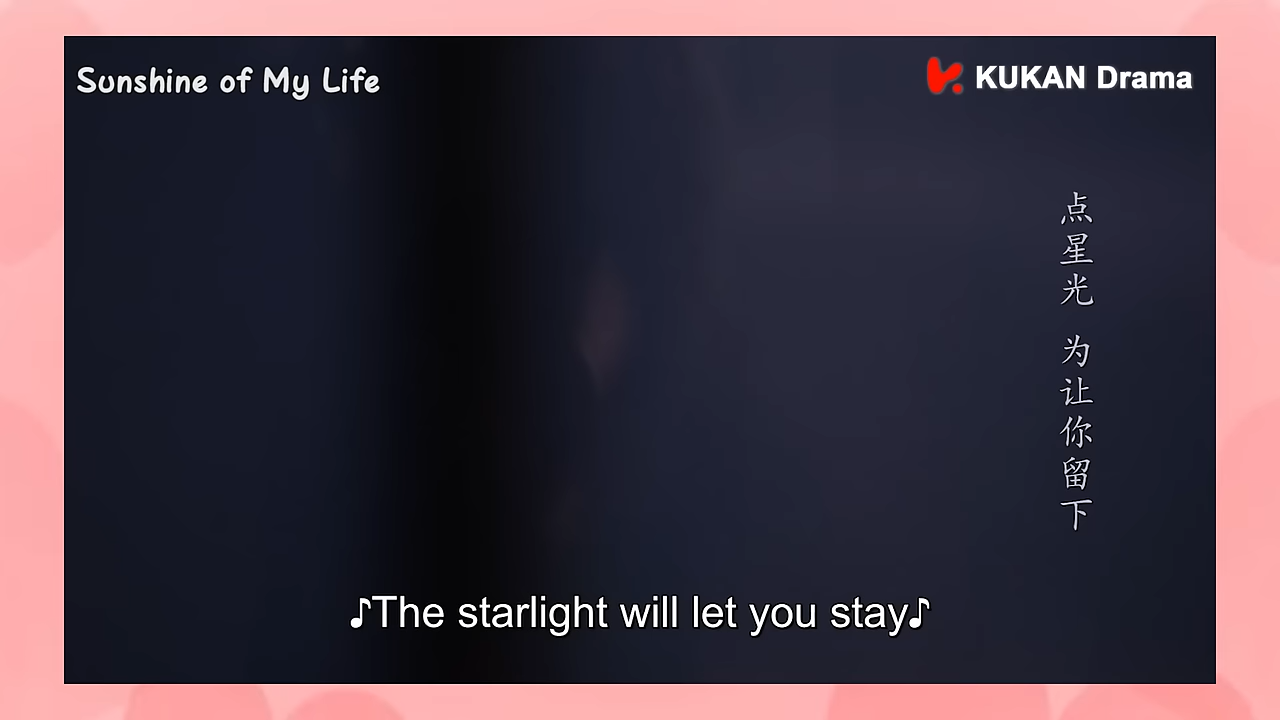 Sunshine of My Life
KUKAN Drama
点星光 为让你留下
♪The starlight will let you stay♪